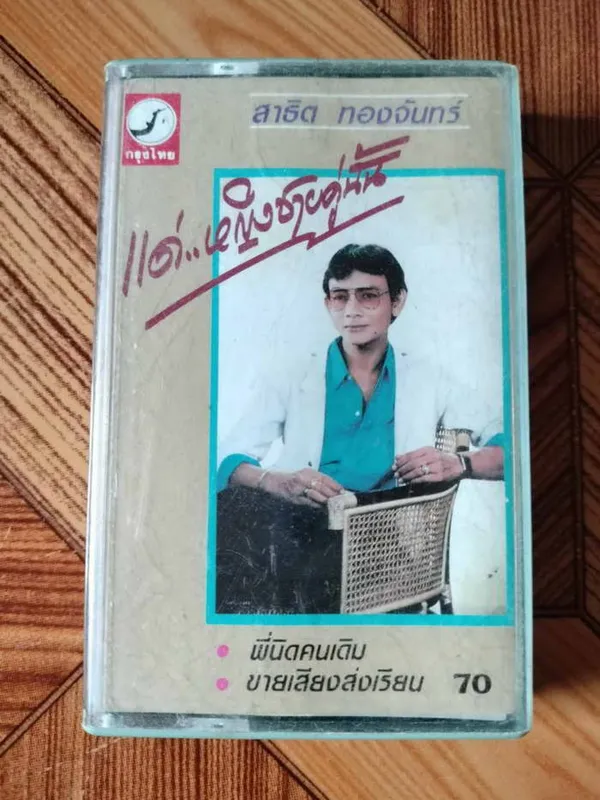 สาธิต ทองจันทร์
กรุงไทย
แด่..หญิงชายคู่นั้น
พี่นิดคนเดิม
ขายเสียงส่งเรียน 70